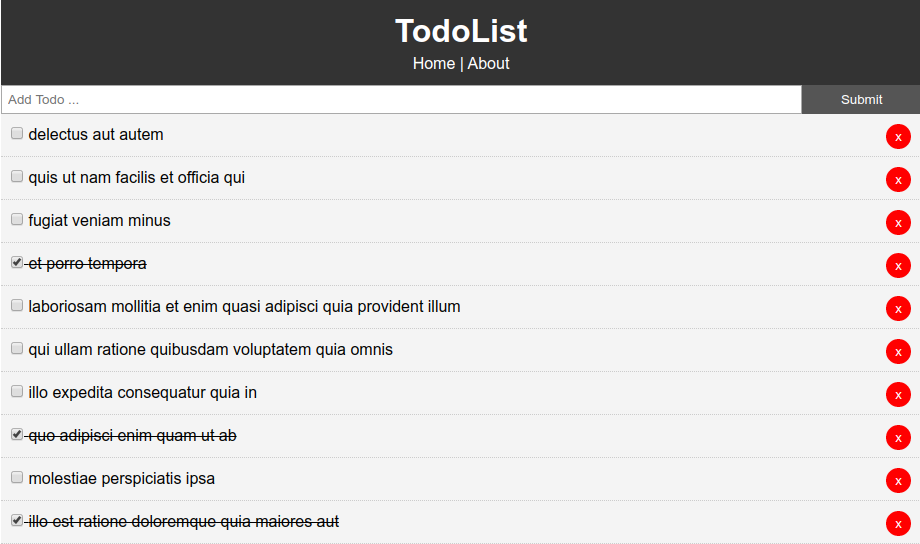 TodoList
Home | About
Add Todo ... Submit
delectus aut autem x
quis ut nam facilis et officia qui x
fugiat veniam minus x
et porro tempora x
laboriosam mollitia et enim quasi adipisci quia provident illum x
qui ullam ratione quibusdam voluptatem quia omnis x
illo expedita consequatur quia in x
quo adipisci enim quam ut ab x
molestiae perspiciatis ipsa x
illo est ratione doloremque quia maiores aut x